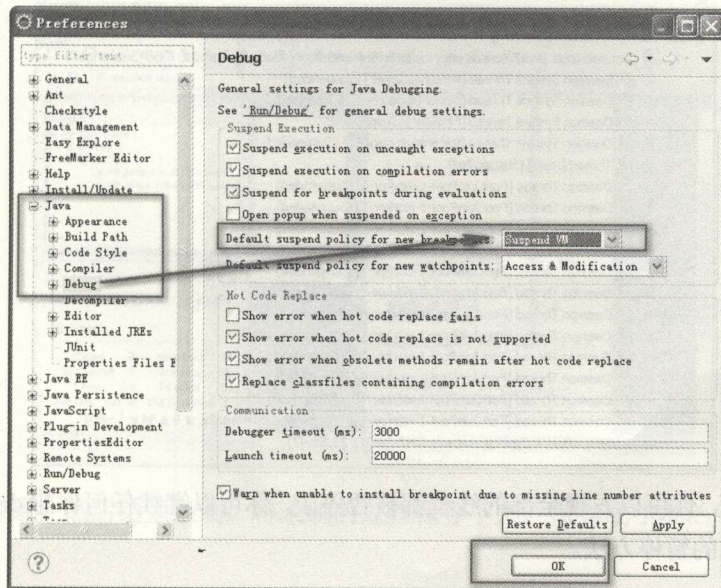 Preferences
type filter text
General
Ant
Checkstyle
Data Management
Easy Explore
FreeMarker Editor
Help
Install/Update
Java
Appearance
Build Path
Code Style
Compiler
Debug
Decompiler
Editor
Installed JREs
JUnit
Properties Files F
Java EE
Java Persistence
JavaScript
Plug-in Development
PropertiesEditor
Remote Systems
Run/Debug
Server
Tasks
Debug
General settings for Java Debugging.
See 'Run/Debug' for general debug settings.
Suspend Execution
Suspend execution on uncaught exceptions
Suspend execution on compilation errors
Suspend for breakpoints during evaluations
Open popup when suspended on exception
Default suspend policy for new breakpoints: Suspend VM
Default suspend policy for new watchpoints: Access & Modification
Hot Code Replace
Show error when hot code replace fails
Show error when hot code replace is not supported
Show error when obsolete methods remain after hot code replace
Replace classfiles containing compilation errors
Communication
Debugger timeout (ms): 3000
Launch timeout (ms): 20000
Warn when unable to install breakpoint due to missing line number attributes
Restore Defaults
Apply
OK
Cancel